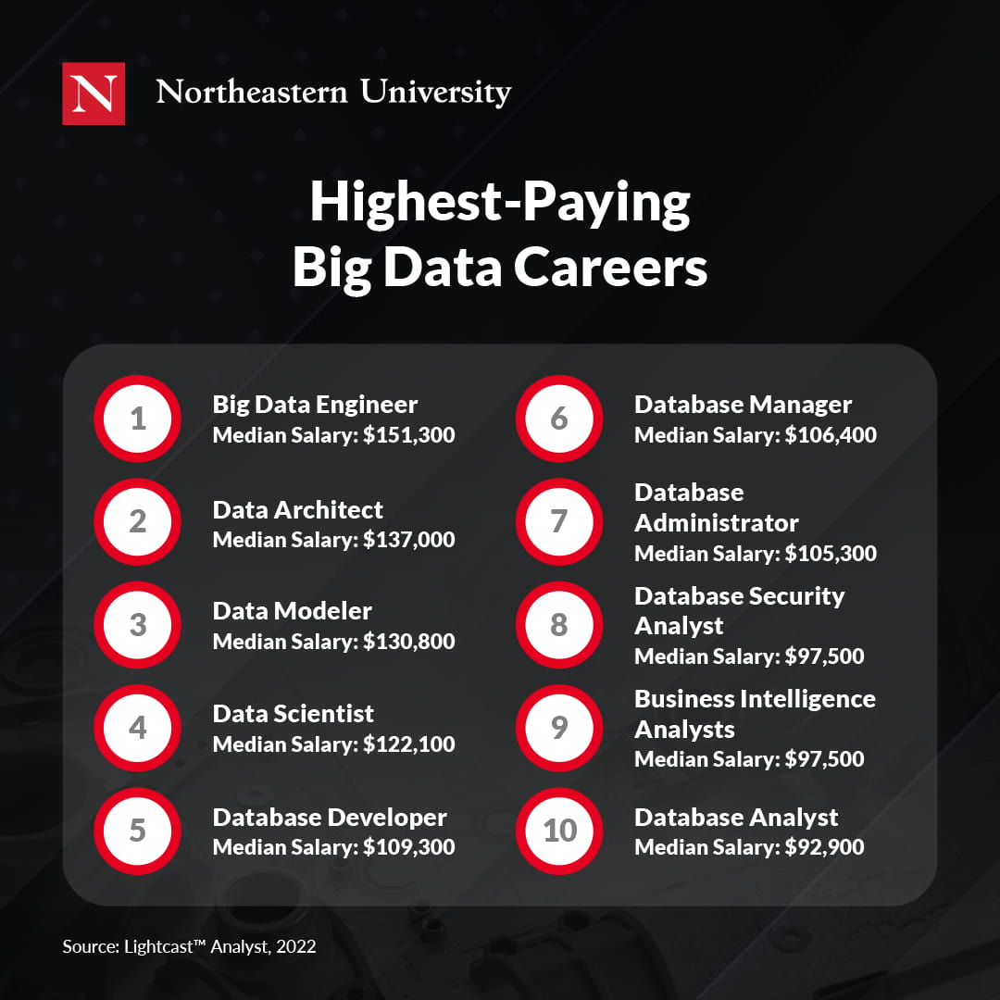 N
Northeastern University
Highest-Paying
Big Data Careers
1
Big Data Engineer
Median Salary: $151,300
2
Data Architect
Median Salary: $137,000
3
Data Modeler
Median Salary: $130,800
4
Data Scientist
Median Salary: $122,100
5
Database Developer
Median Salary: $109,300
6
Database Manager
Median Salary: $106,400
7
Database
Administrator
Median Salary: $105,300
8
Database Security
Analyst
Median Salary: $97,500
9
Business Intelligence
Analysts
Median Salary: $97,500
10
Database Analyst
Median Salary: $92,900
Source: Lightcast™ Analyst, 2022